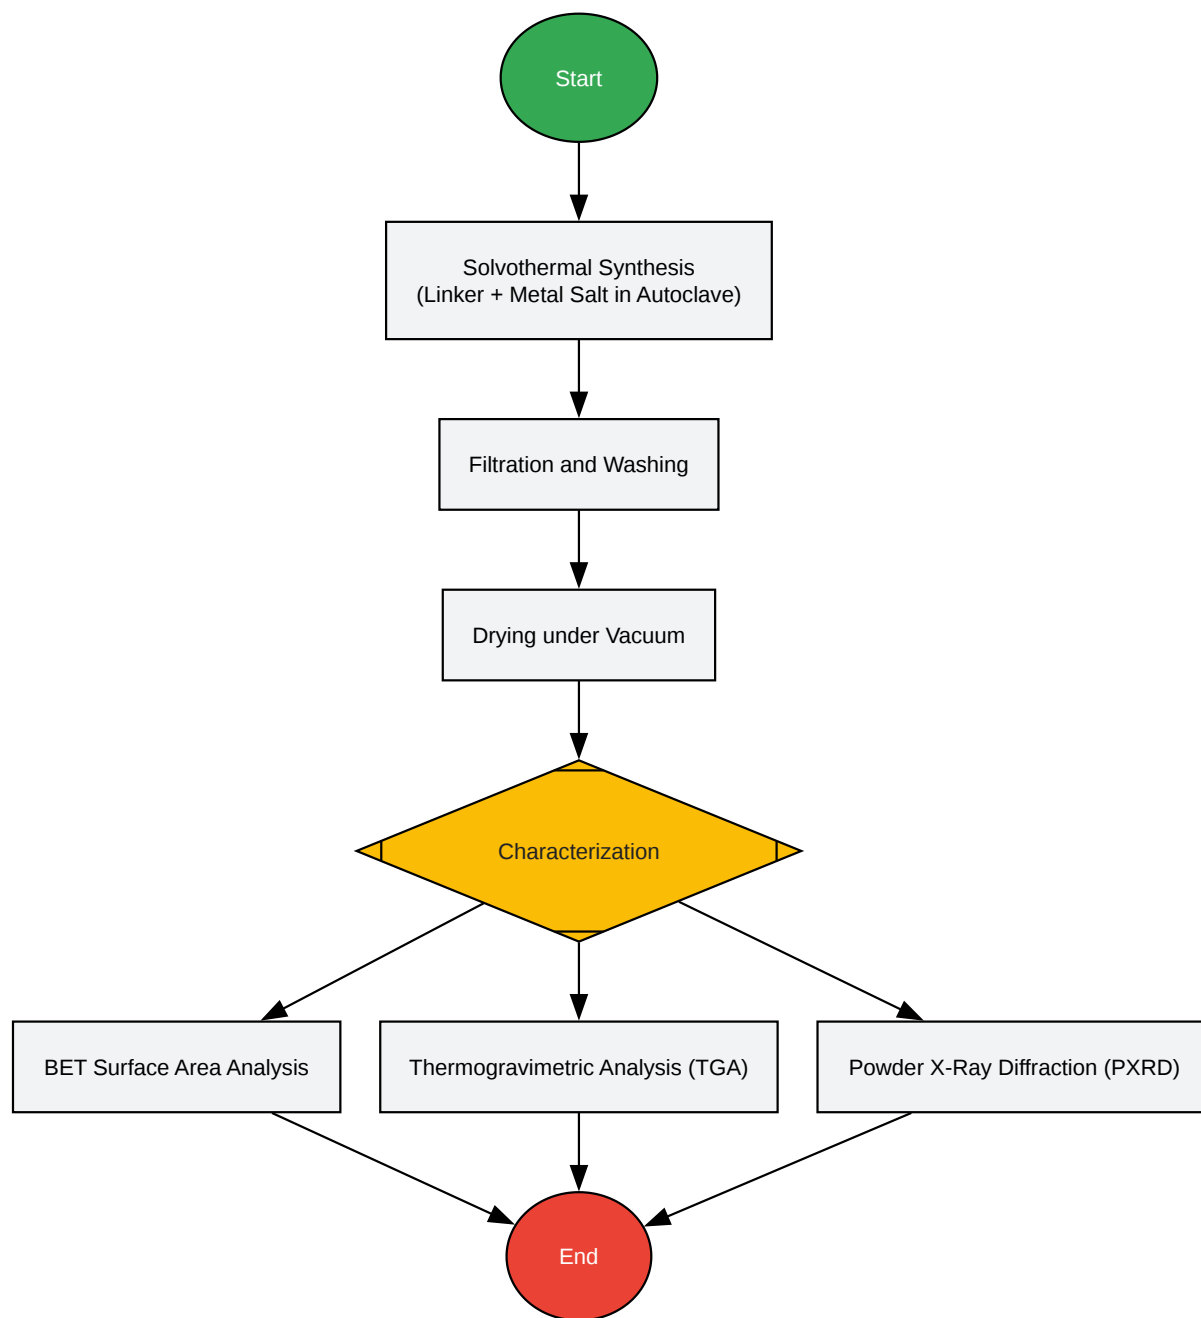 Start
Solvothermal Synthesis
(Linker + Metal Salt in Autoclave)
Filtration and Washing
Drying under Vacuum
Characterization
BET Surface Area Analysis
Thermogravimetric Analysis (TGA)
Powder X-Ray Diffraction (PXRD)
End